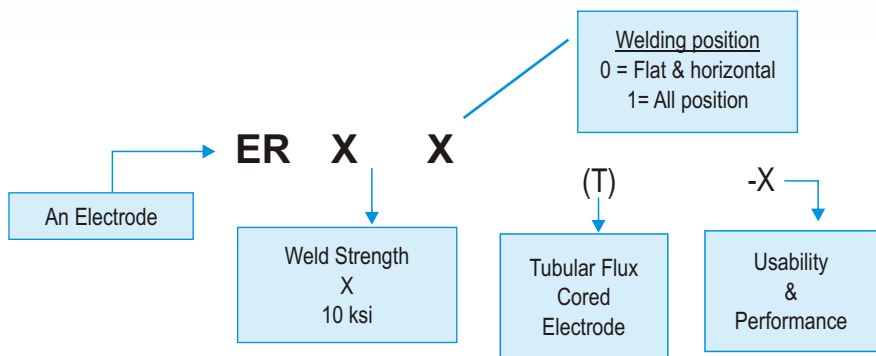 Welding position
0 = Flat & horizontal
1= All position
ER X X
(T)
-X
An Electrode
Weld Strength
X
10 ksi
Tubular Flux
Cored
Electrode
Usability
&
Performance